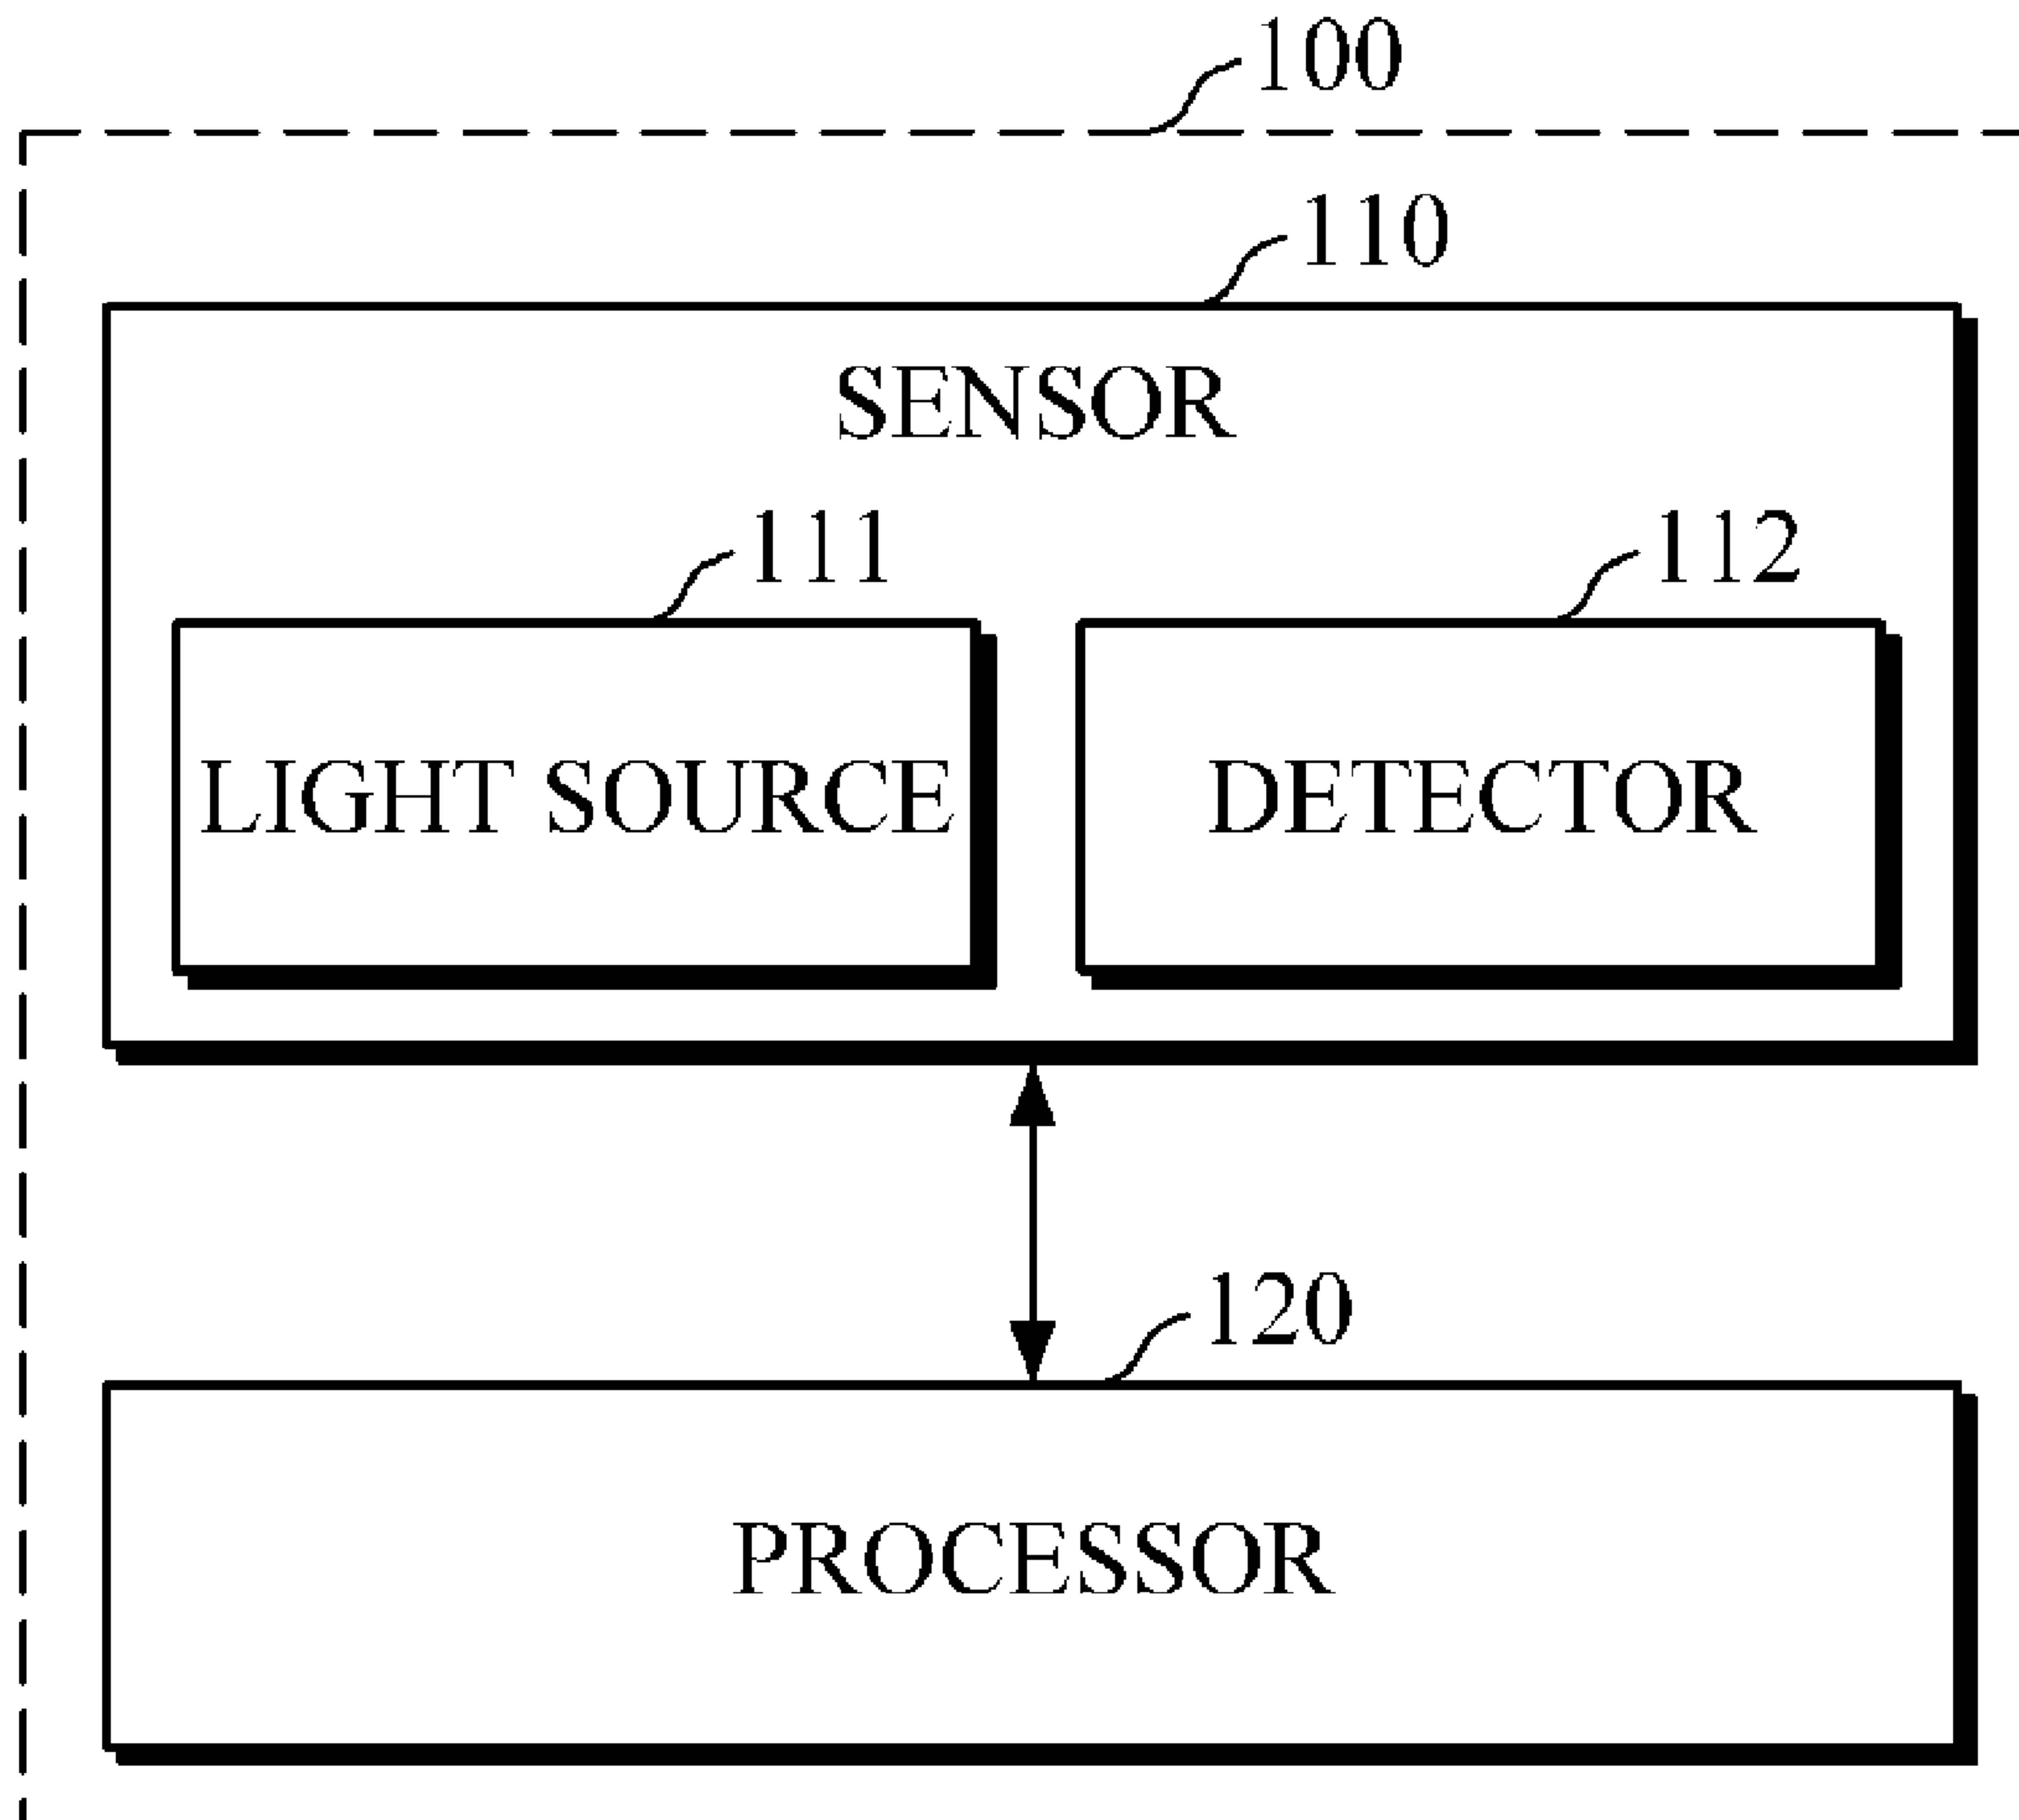 100
110
SENSOR
111
112
LIGHT SOURCE
DETECTOR
120
PROCESSOR